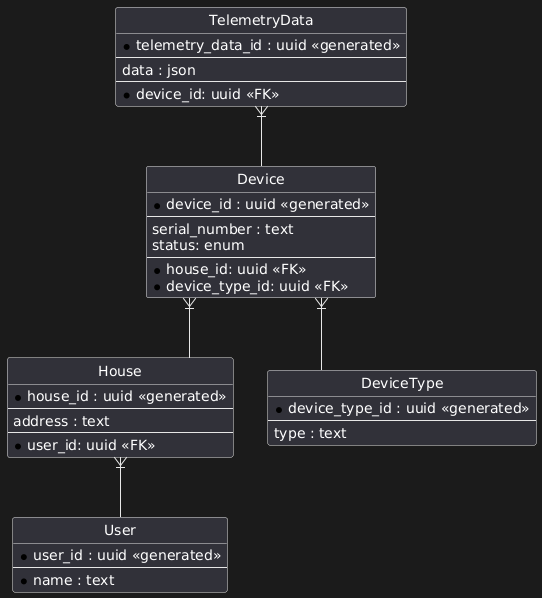 TelemetryData
telemetry_data_id : uuid «generated»
data : json
device_id: uuid «FK»
Device
device_id : uuid «generated»
serial_number : text
status: enum
house_id: uuid «FK»
device_type_id: uuid «FK»
House
house_id : uuid «generated»
address : text
user_id: uuid «FK»
DeviceType
device_type_id : uuid «generated»
type : text
User
user_id : uuid «generated»
name : text